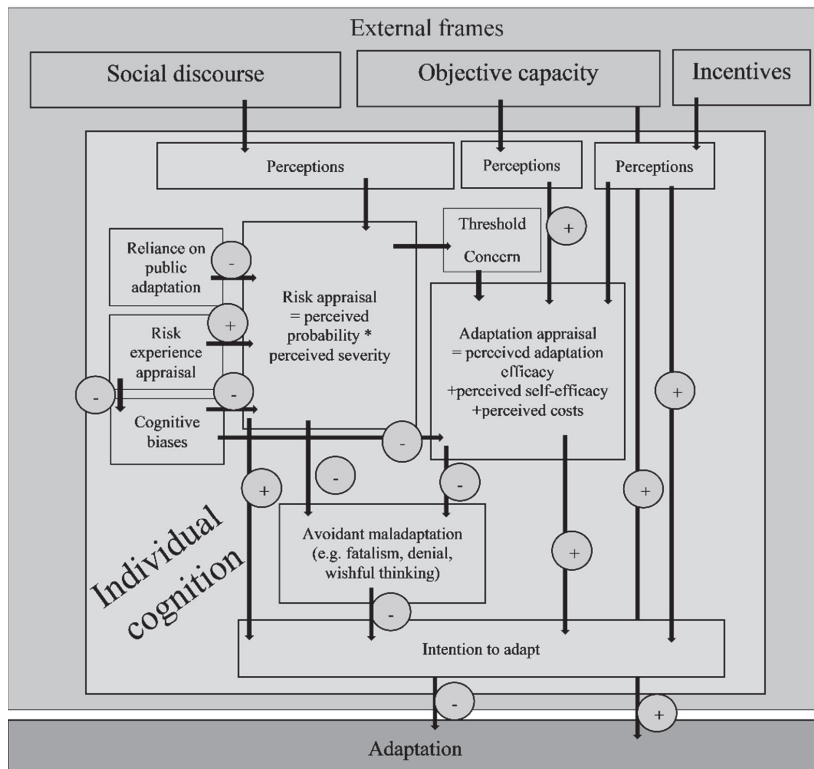 External frames
Social discourse
Objective capacity
Incentives
Perceptions
Perceptions
Perceptions
Threshold
Concern
+
Reliance on
public
adaptation
-
Risk appraisal
= perceived
probability *
perceived severity
Risk
experience
appraisal
+
Adaptation appraisal
= perceived adaptation
efficacy
+perceived self-efficacy
+perceived costs
+
-
Cognitive
biases
-
-
+
-
-
+
Avoidant maladaptation
(e.g. fatalism, denial,
wishful thinking)
+
-
Individual
cognition
Intention to adapt
-
+
Adaptation